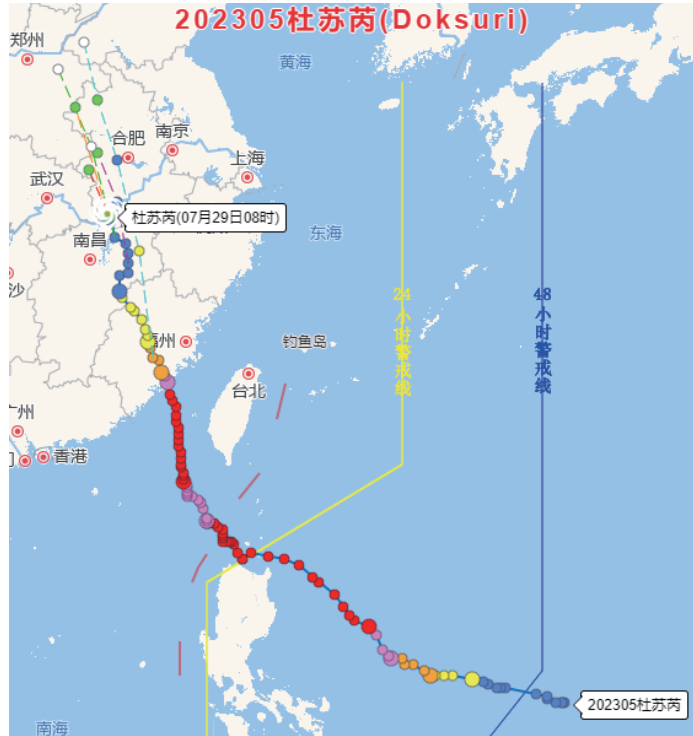 202305杜苏芮(Doksuri)
郑州
黄海
合肥
南京
上海
武汉
杜苏芮(07月29日08时)
南昌
东海
沙
24小时警戒线
48小时警戒线
福州
钓鱼岛
台北
广州
门
香港
202305杜苏芮
南海